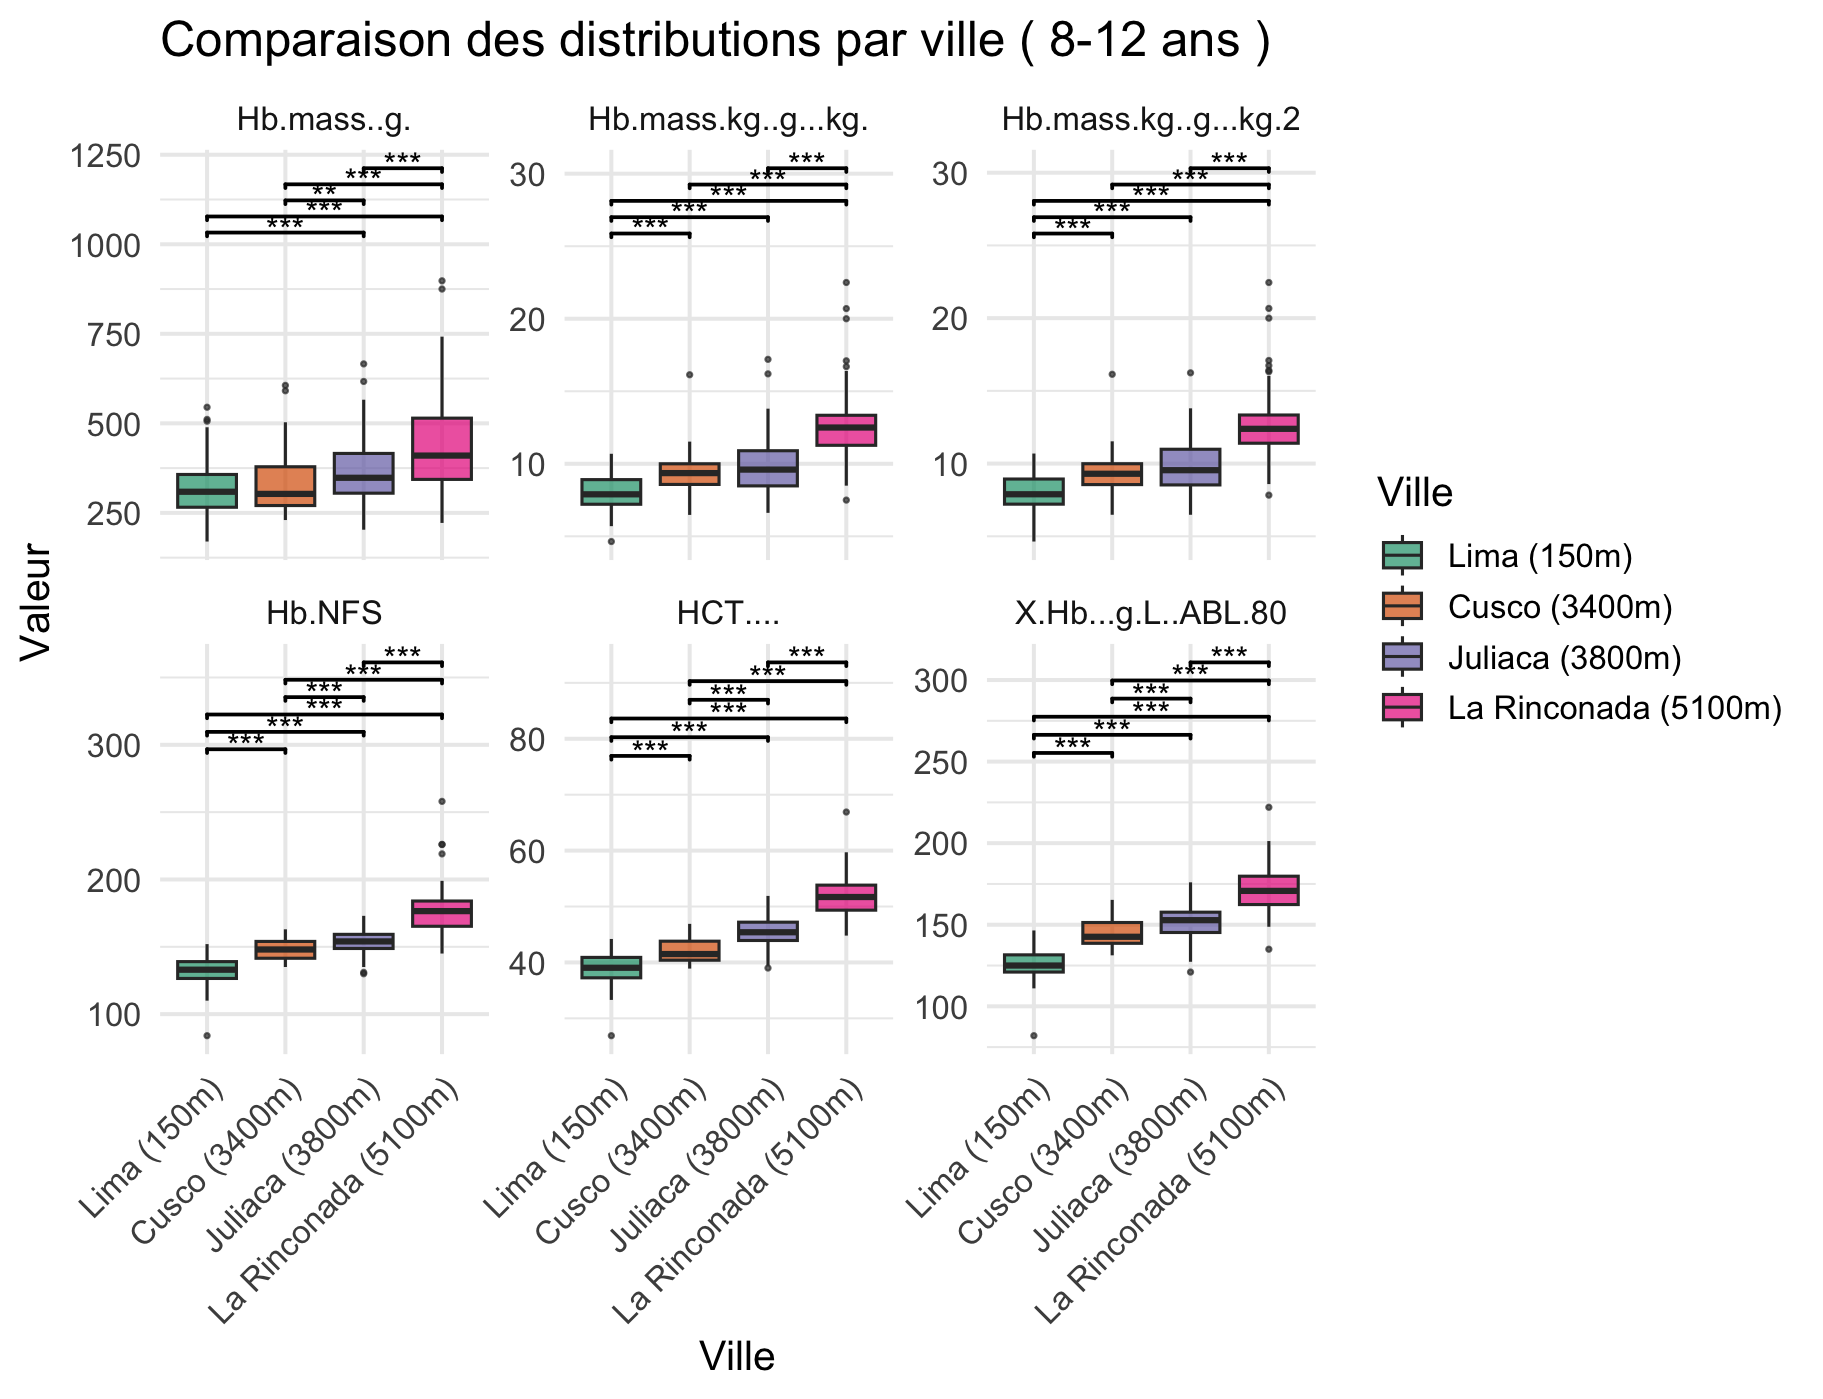 Comparaison des distributions par ville ( 8-12 ans )
Hb.mass..g.
Hb.mass.kg..g...kg.
Hb.mass.kg..g...kg.2
1250
1000
750
500
250
***
***
**
***
***
30
20
10
***
***
***
***
***
30
20
10
***
***
***
***
***
Valeur
Hb.NFS
HCT....
X.Hb...g.L..ABL.80
300
200
100
***
***
***
***
***
***
80
60
40
***
***
***
***
***
***
300
250
200
150
100
***
***
***
***
***
***
Lima (150m)
Cusco (3400m)
Juliaca (3800m)
La Rinconada (5100m)
Lima (150m)
Cusco (3400m)
Juliaca (3800m)
La Rinconada (5100m)
Lima (150m)
Cusco (3400m)
Juliaca (3800m)
La Rinconada (5100m)
Ville
Ville
Lima (150m)
Cusco (3400m)
Juliaca (3800m)
La Rinconada (5100m)